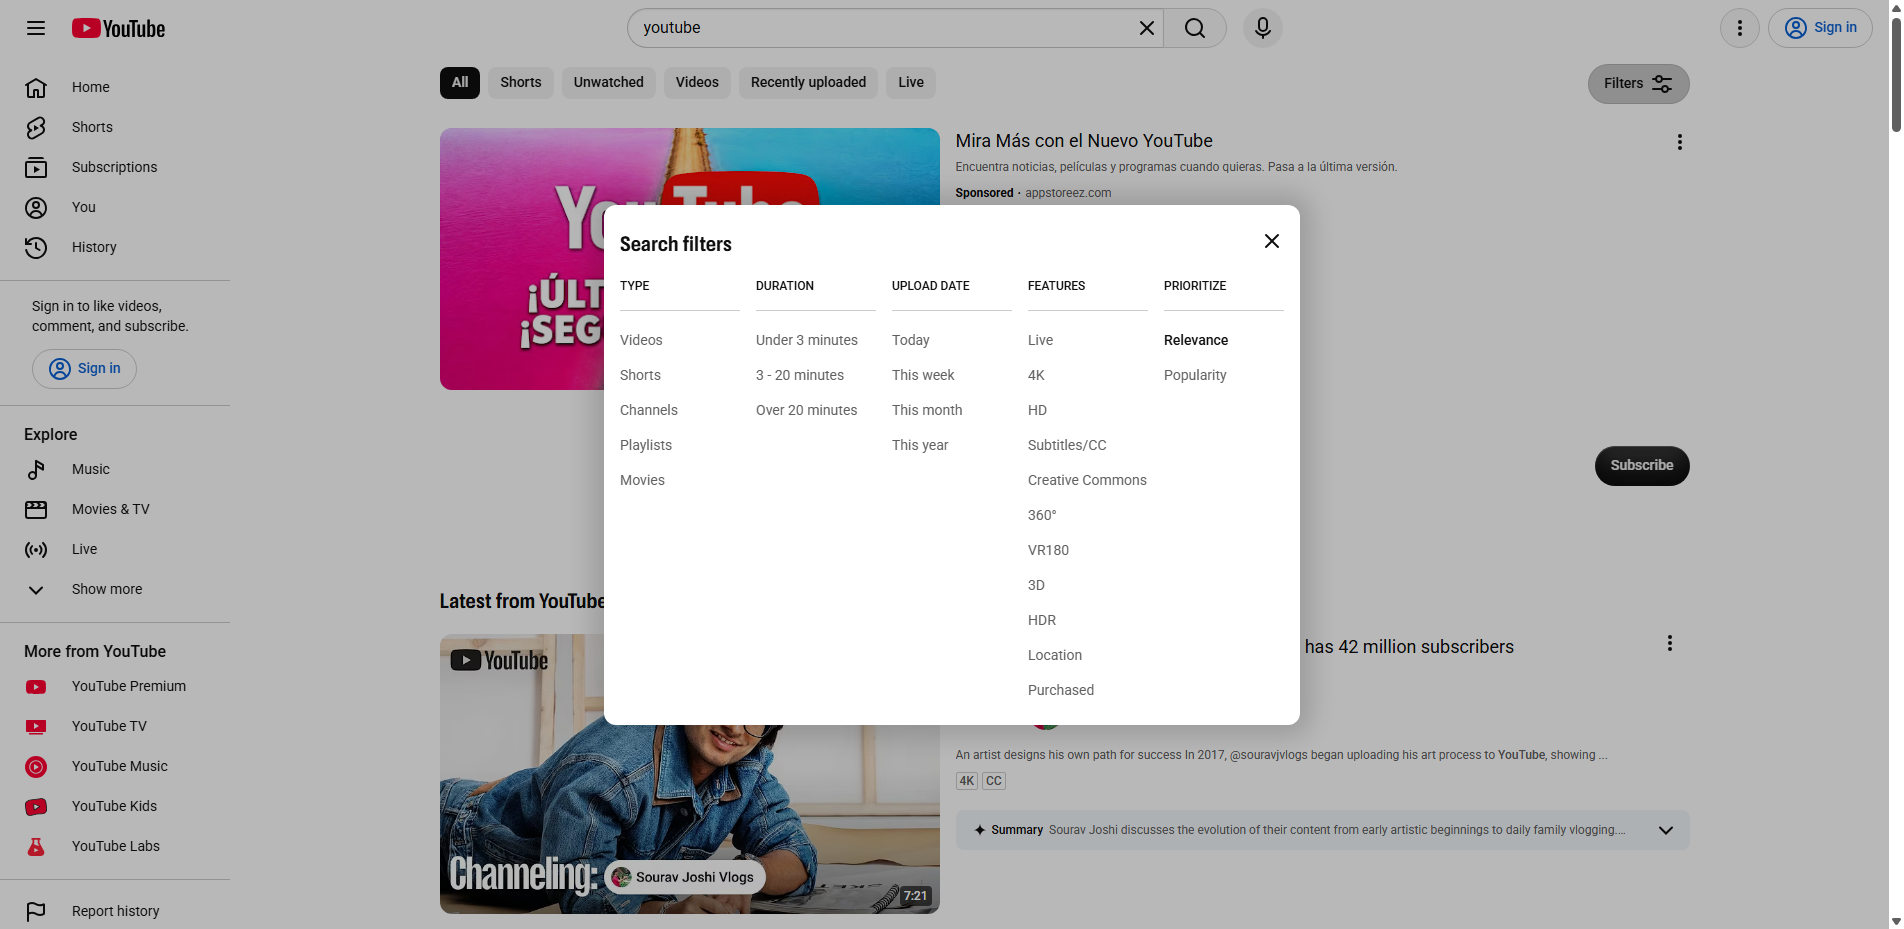 YouTube
youtube
Sign in
Home
Shorts
Subscriptions
You
History
Sign in to like videos,
comment, and subscribe.
Sign in
Explore
Music
Movies & TV
Live
Show more
More from YouTube
YouTube Premium
YouTube TV
YouTube Music
YouTube Kids
YouTube Labs
Report history
All
Shorts
Unwatched
Videos
Recently uploaded
Live
Filters
Mira Más con el Nuevo YouTube
Encuentra noticias, películas y programas cuando quieras. Pasa a la última versión.
Sponsored · appstoreez.com
Search filters
TYPE
Videos
Shorts
Channels
Playlists
Movies
DURATION
Under 3 minutes
3 - 20 minutes
Over 20 minutes
UPLOAD DATE
Today
This week
This month
This year
FEATURES
Live
4K
HD
Subtitles/CC
Creative Commons
360°
VR180
3D
HDR
Location
Purchased
PRIORITIZE
Relevance
Popularity
Subscribe
Latest from YouTube
YouTube
Channeling:
Sourav Joshi Vlogs
7:21
has 42 million subscribers
An artist designs his own path for success In 2017, @souravjvlogs began uploading his art process to YouTube, showing ...
4K
CC
Summary Sourav Joshi discusses the evolution of their content from early artistic beginnings to daily family vlogging....